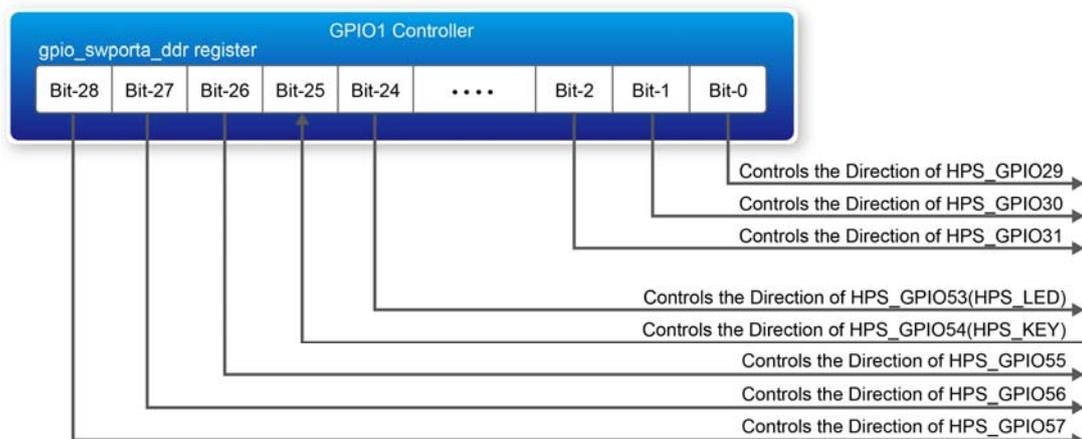 GPIO1 Controller
gpio_swporta_ddr register
Bit-28 Bit-27 Bit-26 Bit-25 Bit-24 •••• Bit-2 Bit-1 Bit-0
Controls the Direction of HPS_GPIO29
Controls the Direction of HPS_GPIO30
Controls the Direction of HPS_GPIO31
Controls the Direction of HPS_GPIO53(HPS_LED)
Controls the Direction of HPS_GPIO54(HPS_KEY)
Controls the Direction of HPS_GPIO55
Controls the Direction of HPS_GPIO56
Controls the Direction of HPS_GPIO57